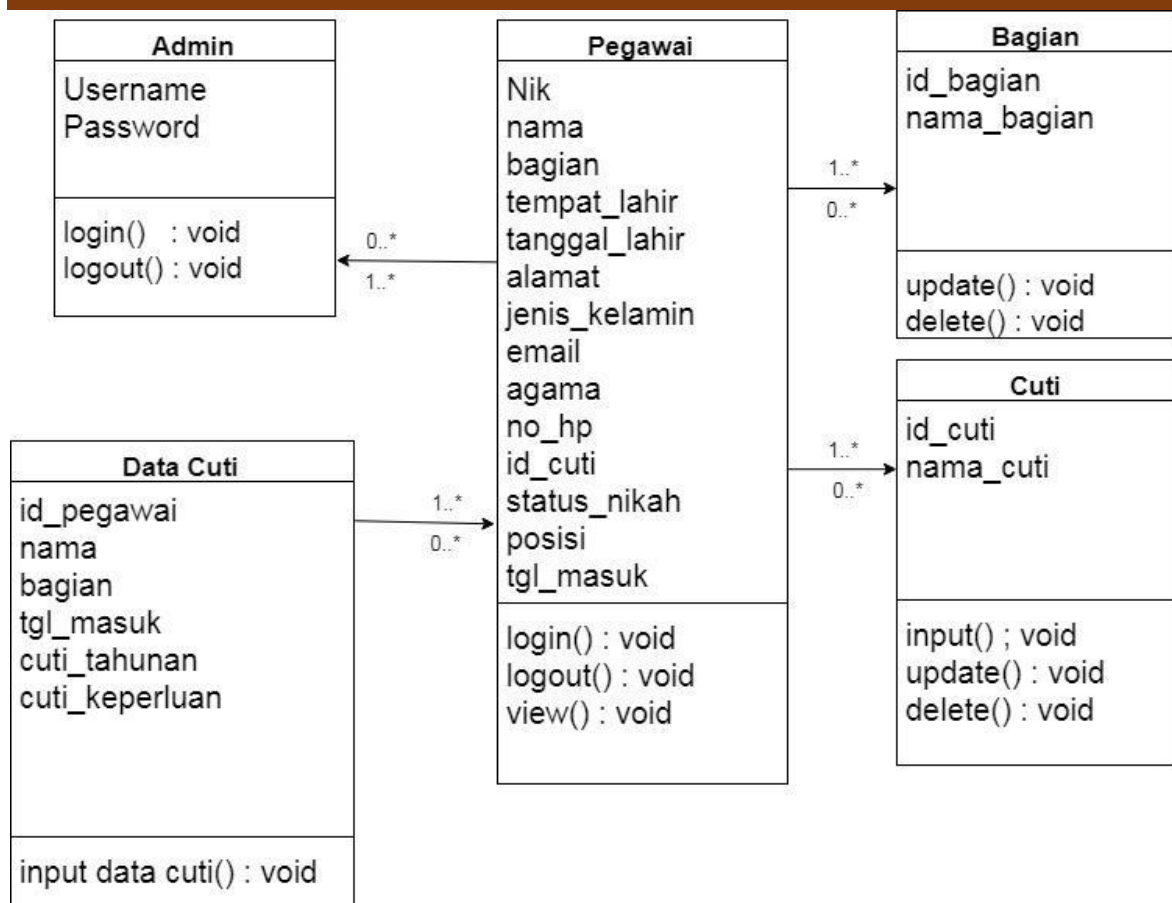 Admin
Username
Password
login() : void
logout() : void
0..*
1..*
Pegawai
Nik
nama
bagian
tempat_lahir
tanggal_lahir
alamat
jenis_kelamin
email
agama
no_hp
id_cuti
status_nikah
posisi
tgl_masuk
login() : void
logout() : void
view() : void
1..*
0..*
Bagian
id_bagian
nama_bagian
update() : void
delete() : void
1..*
0..*
Cuti
id_cuti
nama_cuti
input() ; void
update() : void
delete() : void
Data Cuti
id_pegawai
nama
bagian
tgl_masuk
cuti_tahunan
cuti_keperluan
input data cuti() : void
1..*
0..*